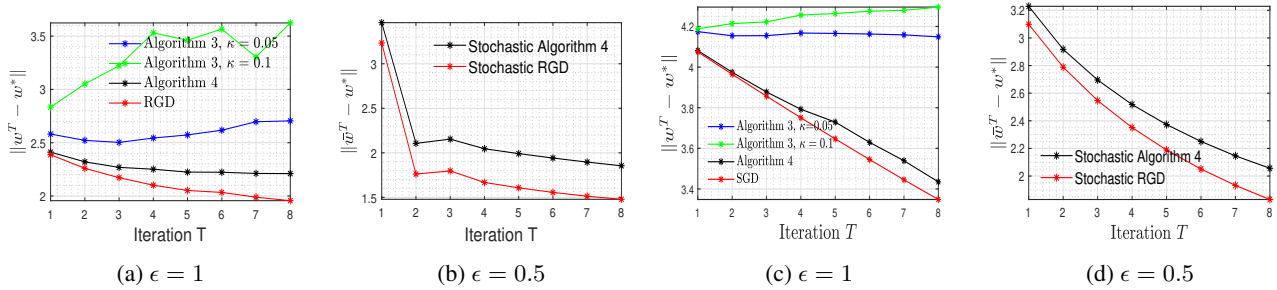 ∥w^T − w^*∥
3.5
3
2.5
2
Algorithm 3, κ = 0.05
Algorithm 3, κ = 0.1
Algorithm 4
RGD
1 2 3 4 5 6 7 8
Iteration T
(a) ϵ = 1
∥w̄^T − w^*∥
3
2.5
2
1.5
Stochastic Algorithm 4
Stochastic RGD
1 2 3 4 5 6 7 8
Iteration T
(b) ϵ = 0.5
∥w^T − w^*∥
4.2
4
3.8
3.6
3.4
Algorithm 3, κ=0.05
Algorithm 3, κ = 0.1
Algorithm 4
SGD
1 2 3 4 5 6 7 8
Iteration T
(c) ϵ = 1
∥w̄^T − w^*∥
3.2
3
2.8
2.6
2.4
2.2
2
Stochastic Algorithm 4
Stochastic RGD
1 2 3 4 5 6 7 8
Iteration T
(d) ϵ = 0.5